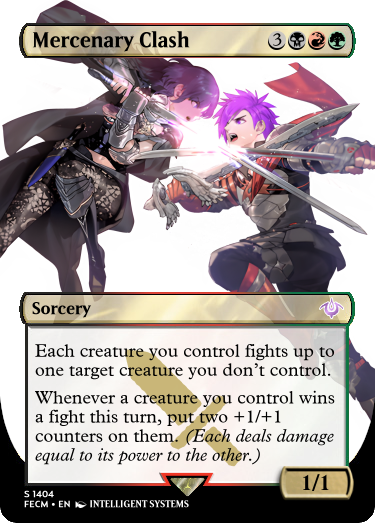 Mercenary Clash 3
Sorcery
Each creature you control fights up to
one target creature you don't control.
Whenever a creature you control wins
a fight this turn, put two +1/+1
counters on them. (Each deals damage
equal to its power to the other.)
1/1
S 1404
FECM • EN INTELLIGENT SYSTEMS